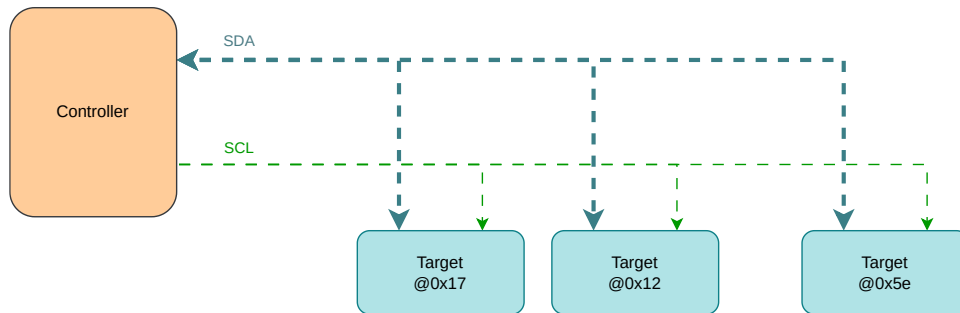 SDA
Controller
SCL
Target
@0x17
Target
@0x12
Target
@0x5e